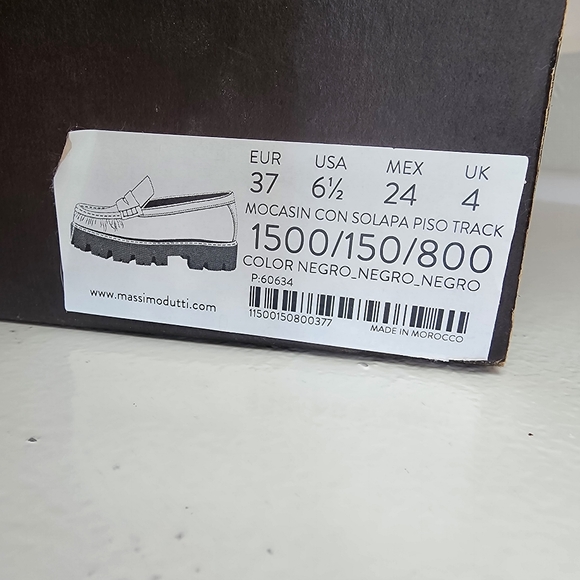 EUR USA MEX UK
37 6½ 24 4
MOCASIN CON SOLAPA PISO TRACK
1500/150/800
COLOR NEGRO_NEGRO_NEGRO
P:60634
www.massimodutti.com
11500150800377
MADE IN MOROCCO